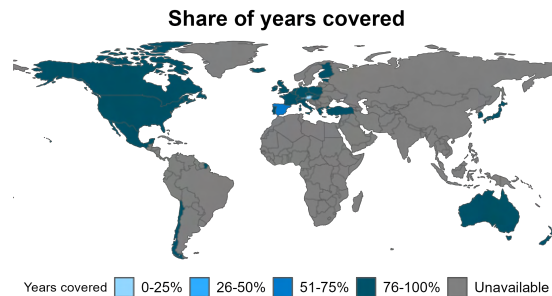 Share of years covered
Years covered 0-25% 26-50% 51-75% 76-100% Unavailable